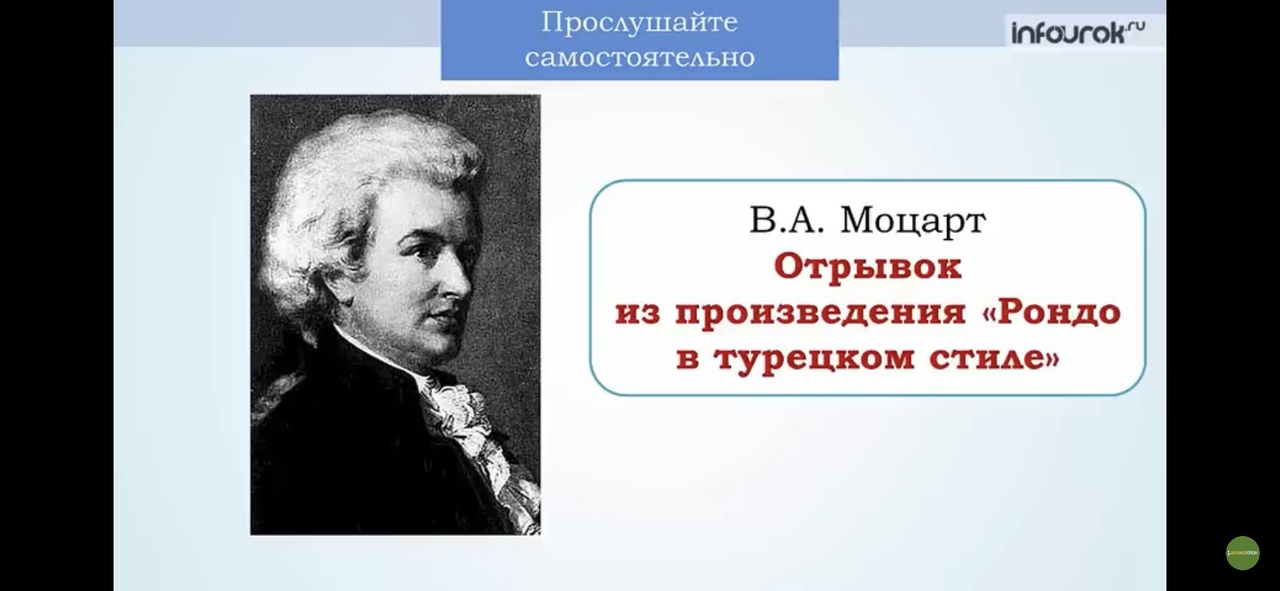 Прослушайте
самостоятельно
infourok.ru
В.А. Моцарт
Отрывок
из произведения «Рондо
в турецком стиле»